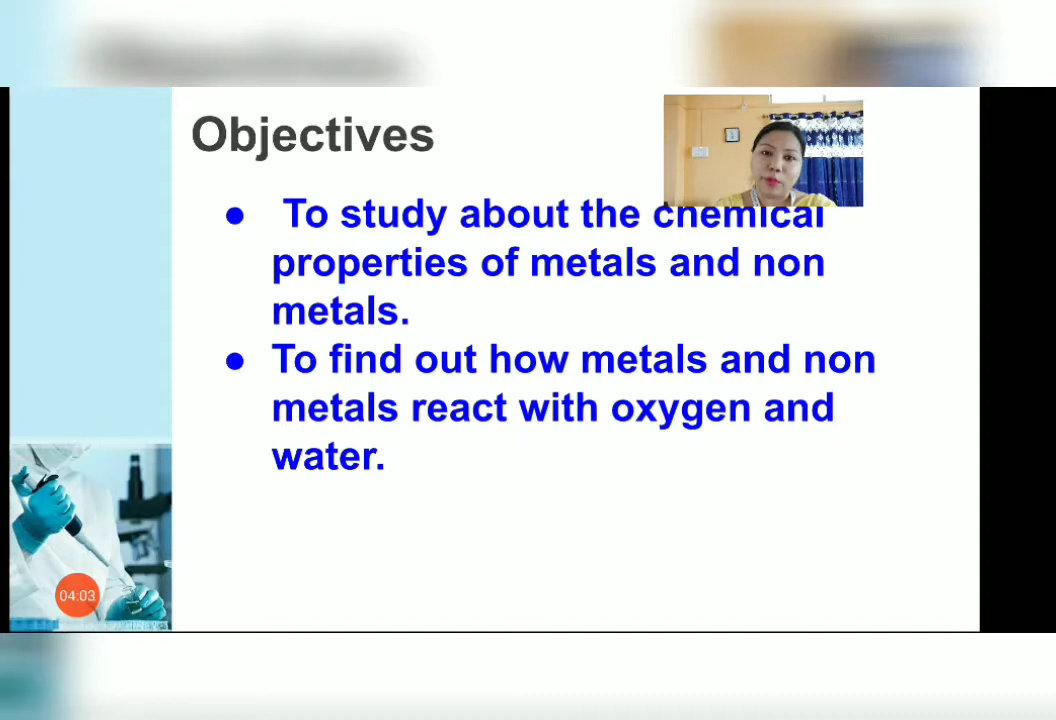 Objectives
● To study about the chemical
properties of metals and non
metals.
● To find out how metals and non
metals react with oxygen and
water.
04:03